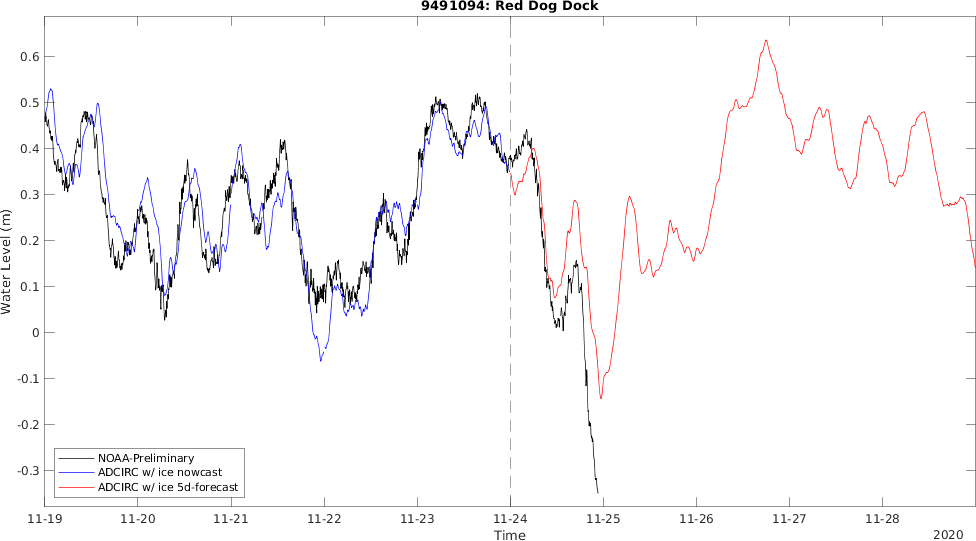 9491094: Red Dog Dock
Water Level (m)
0.6
0.5
0.4
0.3
0.2
0.1
0
-0.1
-0.2
-0.3
NOAA-Preliminary
ADCIRC w/ ice nowcast
ADCIRC w/ ice 5d-forecast
11-19 11-20 11-21 11-22 11-23 11-24 11-25 11-26 11-27 11-28
Time
2020